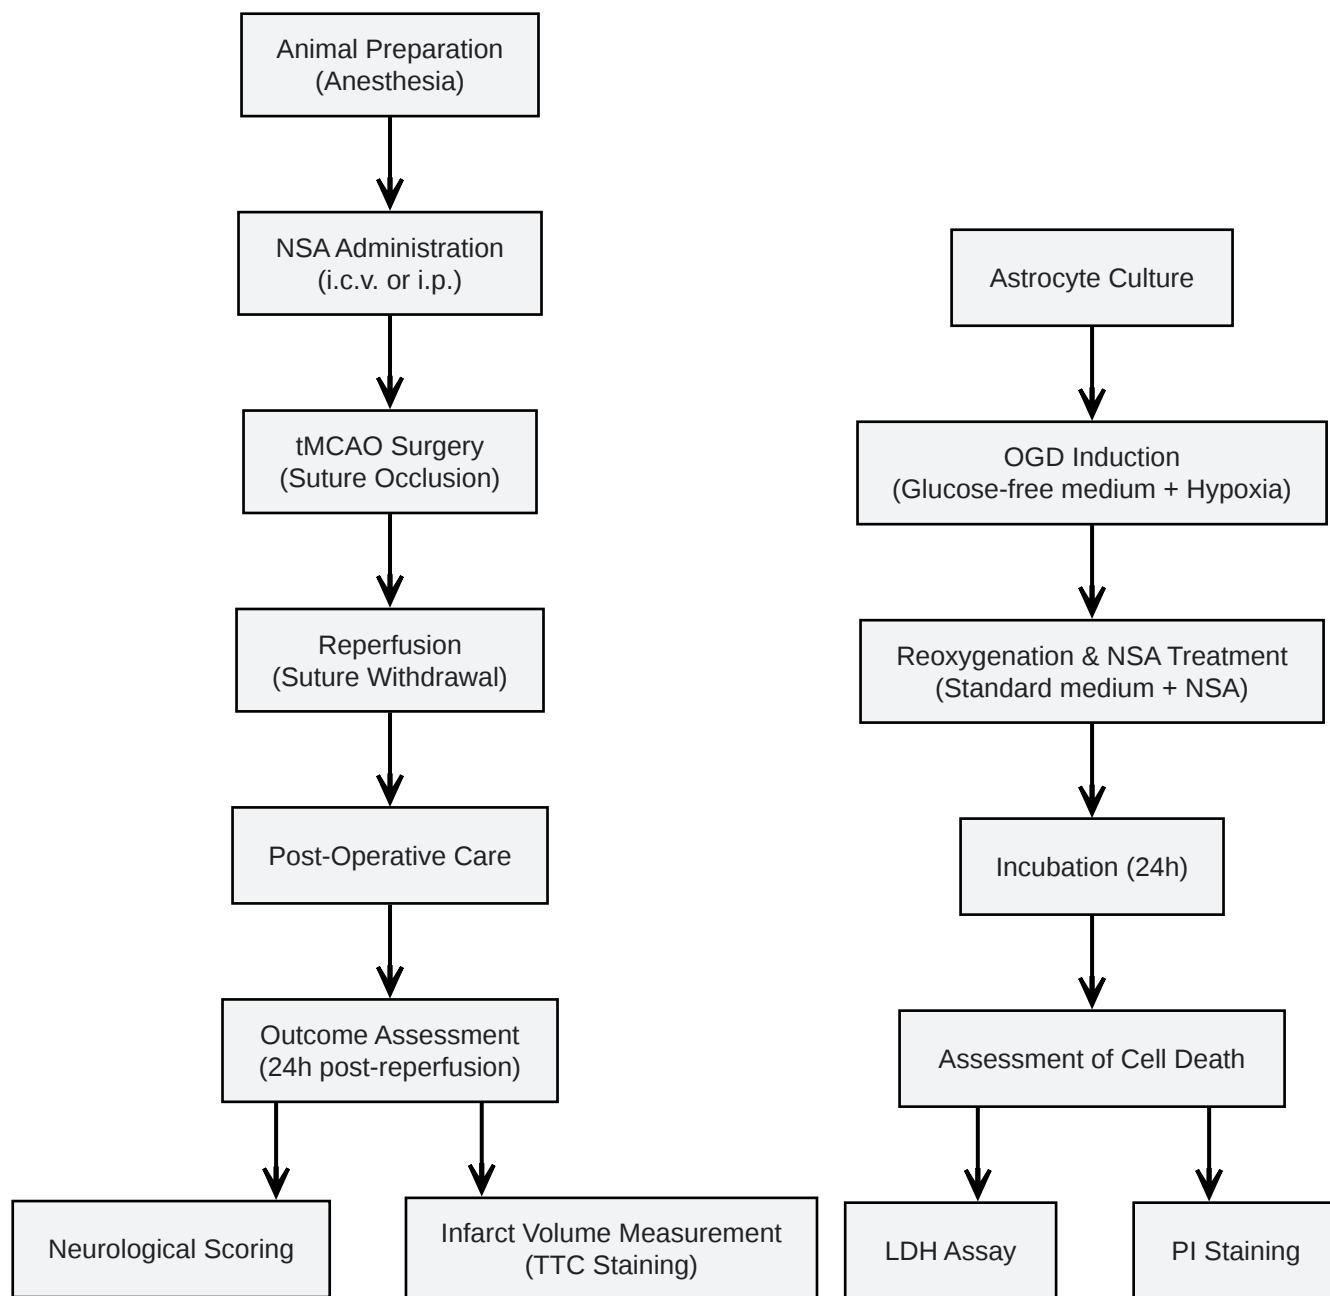 Animal Preparation
(Anesthesia)
NSA Administration
(i.c.v. or i.p.)
tMCAO Surgery
(Suture Occlusion)
Reperfusion
(Suture Withdrawal)
Post-Operative Care
Outcome Assessment
(24h post-reperfusion)
Neurological Scoring
Infarct Volume Measurement
(TTC Staining)
Astrocyte Culture
OGD Induction
(Glucose-free medium + Hypoxia)
Reoxygenation & NSA Treatment
(Standard medium + NSA)
Incubation (24h)
Assessment of Cell Death
LDH Assay
PI Staining